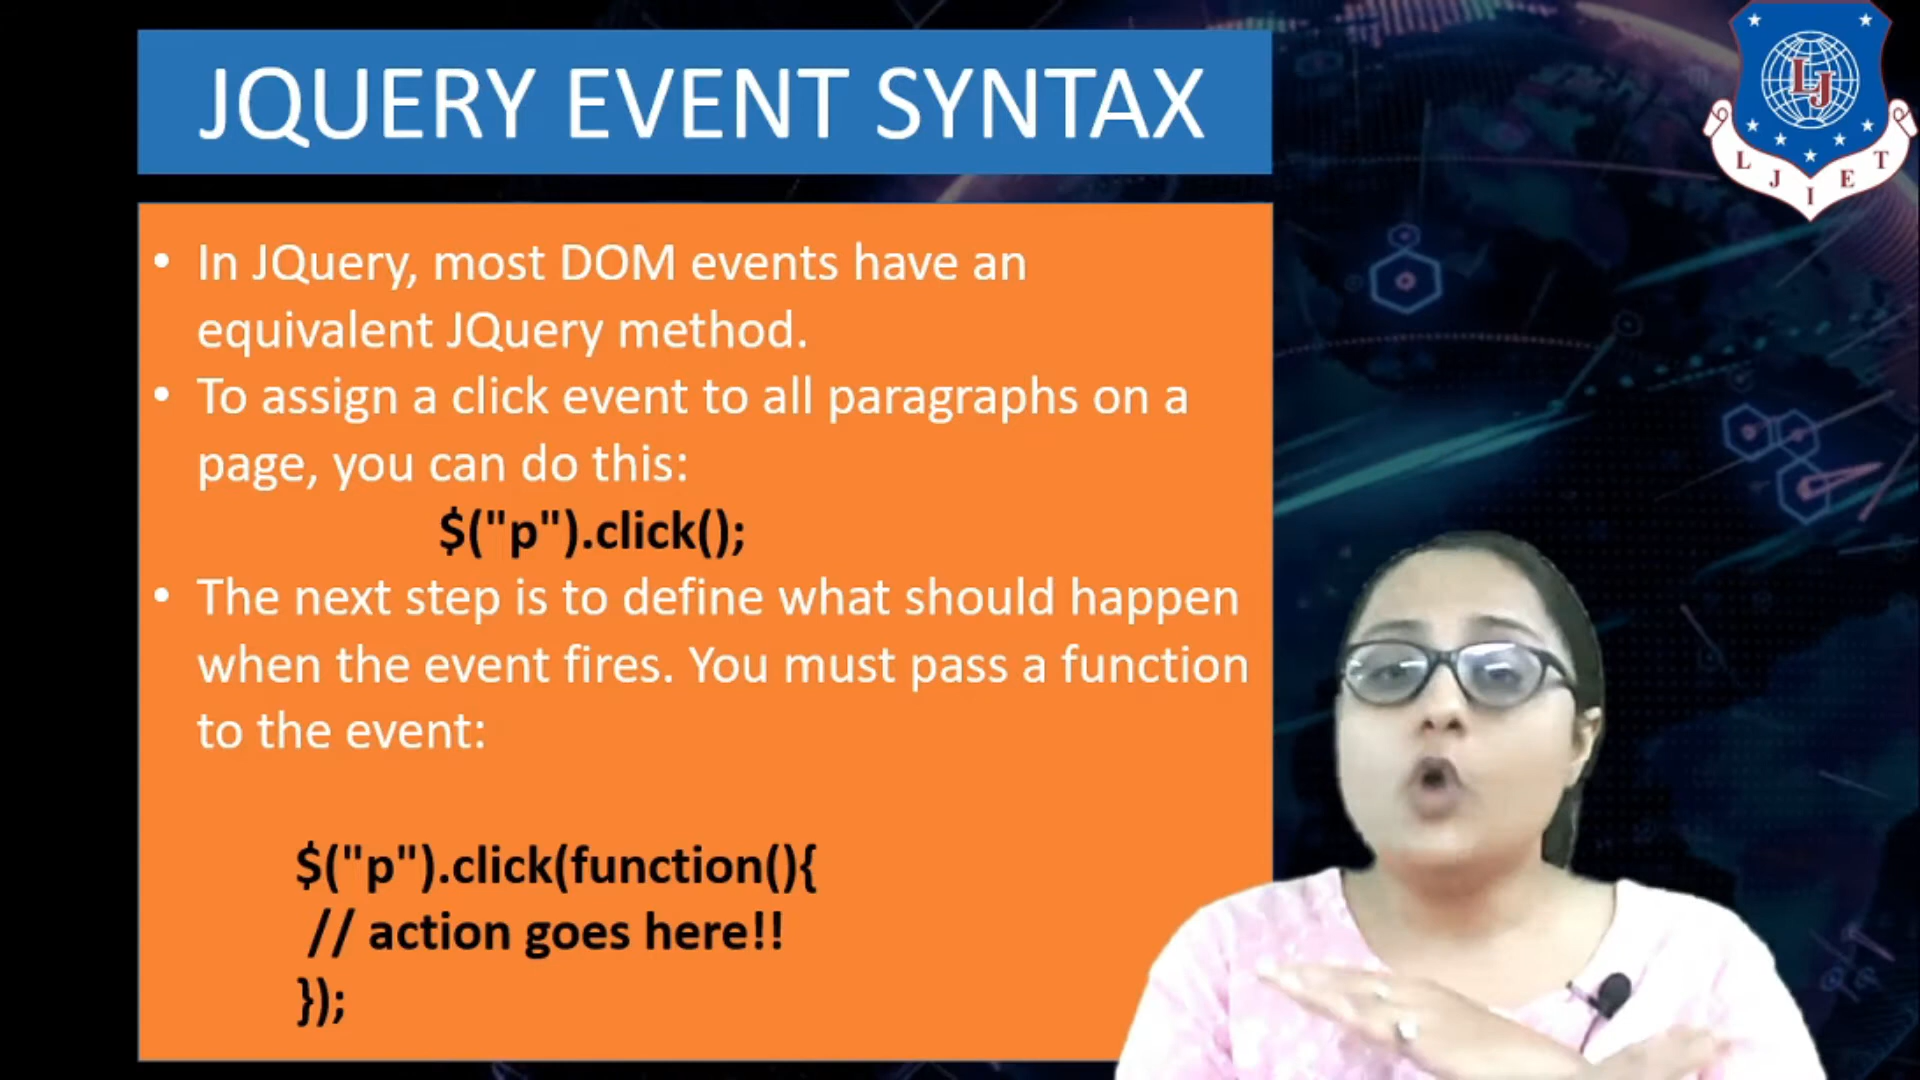 JQUERY EVENT SYNTAX
• In JQuery, most DOM events have an
equivalent JQuery method.
• To assign a click event to all paragraphs on a
page, you can do this:
$("p").click();
• The next step is to define what should happen
when the event fires. You must pass a function
to the event:
$("p").click(function(){
// action goes here!!
});
LJ
L J I E T